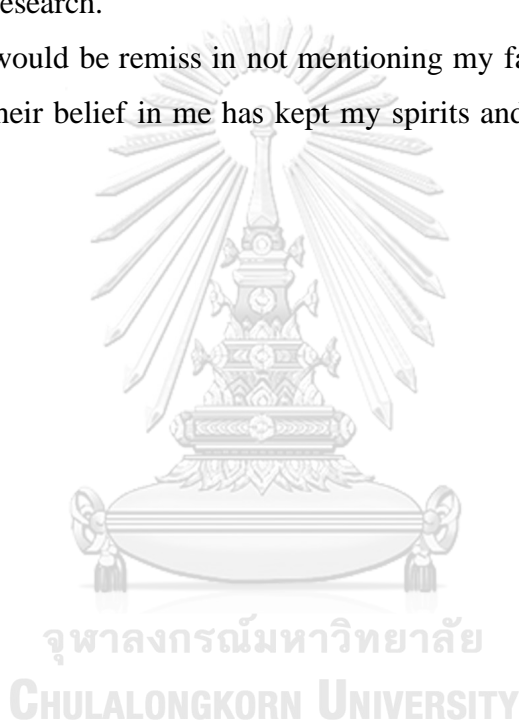 esearch.
would be remiss in not mentioning my fa
heir belief in me has kept my spirits and
จุฬาลงกรณ์มหาวิทยาลัย
CHULALONGKORN UNIVERSITY